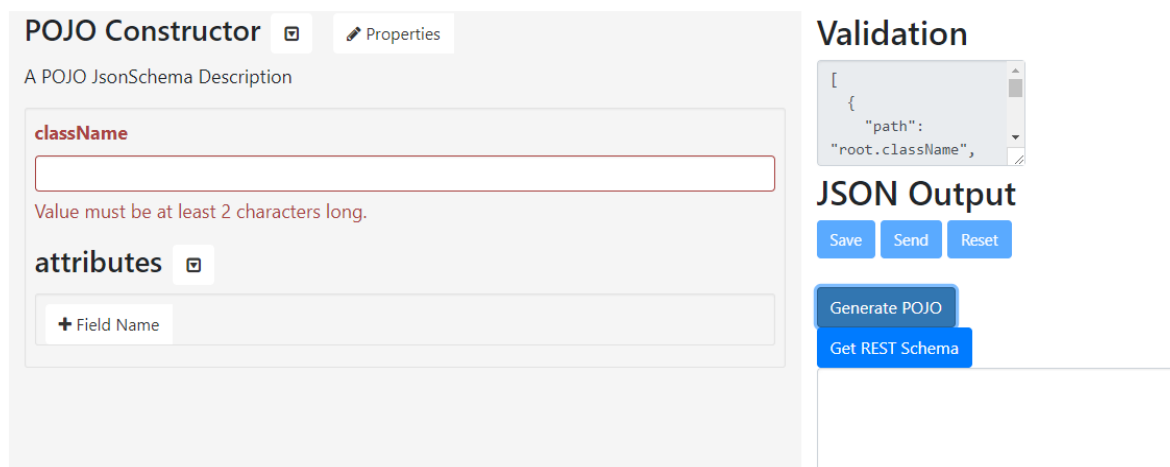 POJO Constructor
Properties
A POJO JsonSchema Description
className
Value must be at least 2 characters long.
attributes
Field Name
Validation
[
{
"path":
"root.className",
JSON Output
Save Send Reset
Generate POJO
Get REST Schema